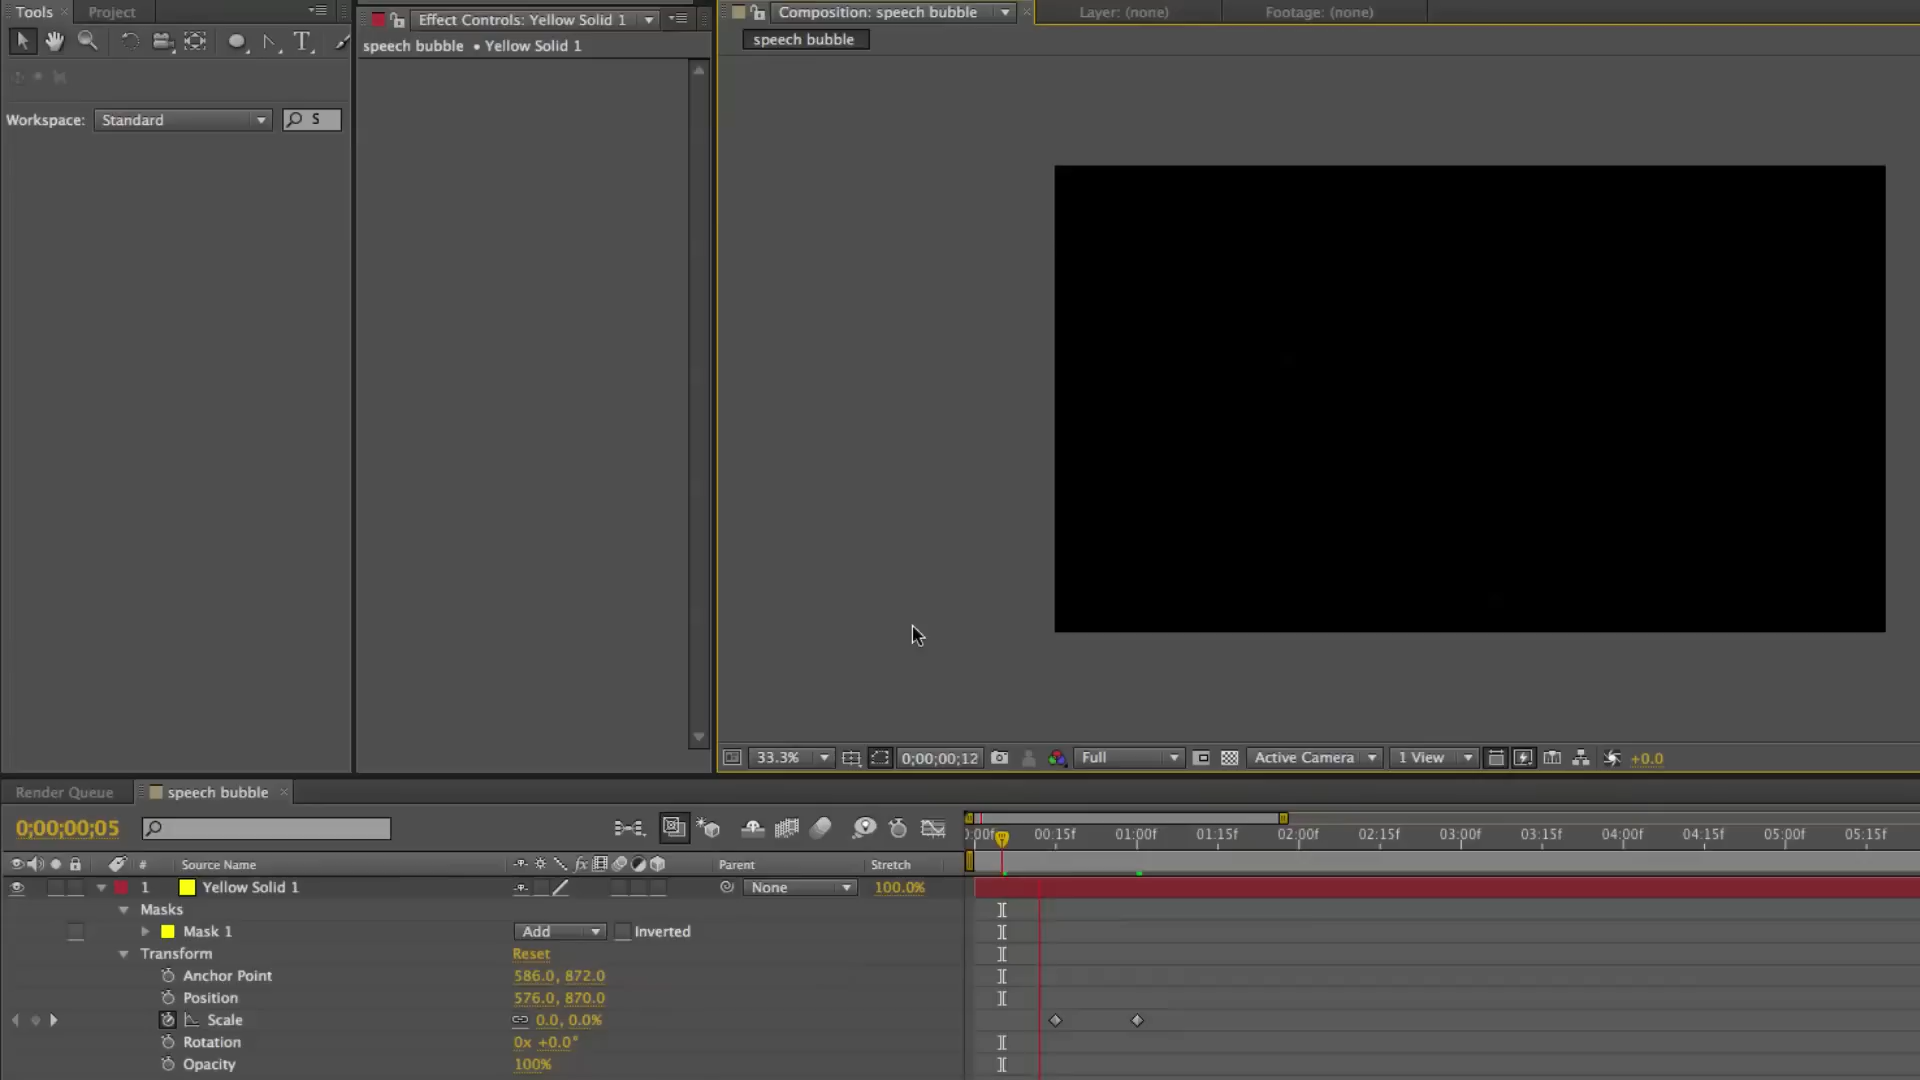 Tools
Project
Effect Controls: Yellow Solid 1
Composition: speech bubble
Layer: (none)
Footage: (none)
speech bubble • Yellow Solid 1
speech bubble
T
Workspace:
Standard
S
33.3%
0;00;00;12
Full
Active Camera
1 View
+0.0
Render Queue
speech bubble
0;00;00;05
):00f
00:15f
01:00f
01:15f
02:00f
02:15f
03:00f
03:15f
04:00f
04:15f
05:00f
05:15f
#
Source Name
fx
Parent
Stretch
1
Yellow Solid 1
None
100.0%
Masks
Mask 1
Add
Inverted
Transform
Reset
Anchor Point
586.0, 872.0
Position
576.0, 870.0
Scale
0.0, 0.0%
Rotation
0x +0.0°
Opacity
100%